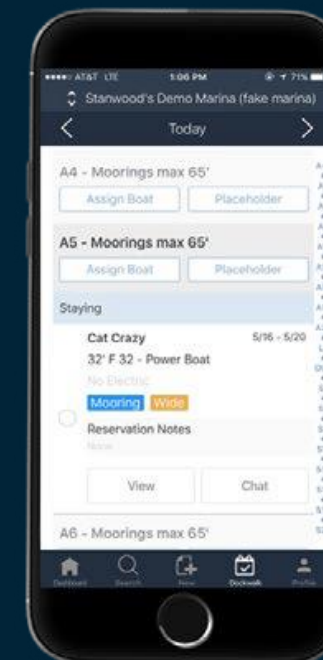 AT&T LTE 1:06 PM 71%
Stanwood's Demo Marina (fake marina)
Today
A4 - Moorings max 65'
Assign Boat Placeholder
A5 - Moorings max 65'
Assign Boat Placeholder
Staying
Cat Crazy 5/16 - 5/20
32' F 32 - Power Boat
No Electric
Mooring Wide
Reservation Notes
None
View Chat
A6 - Moorings max 65'
Dashboard Search New Dockwalk Profile